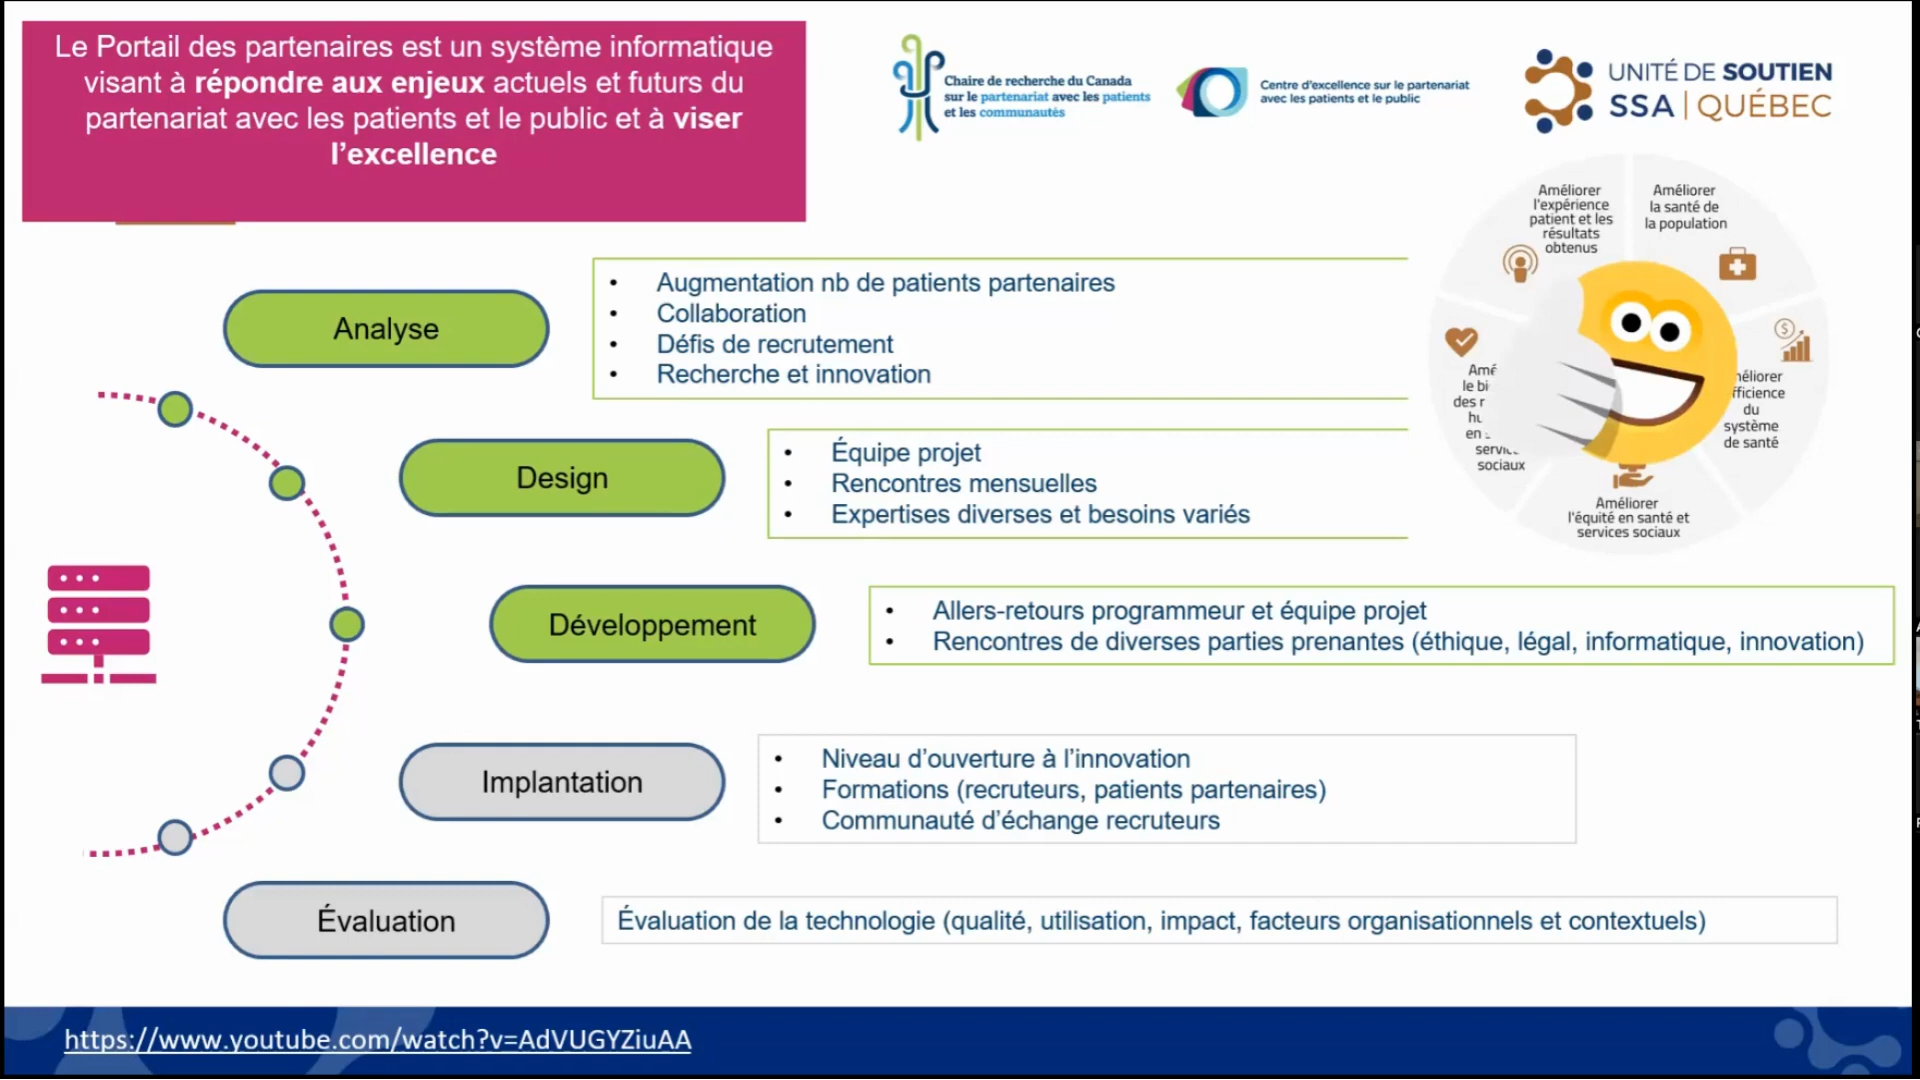 Le Portail des partenaires est un système informatique
visant à répondre aux enjeux actuels et futurs du
partenariat avec les patients et le public et à viser
l’excellence
Chaire de recherche du Canada
sur le partenariat avec les patients
et les communautés
Centre d'excellence sur le partenariat
avec les patients et le public
UNITÉ DE SOUTIEN
SSA | QUÉBEC
Améliorer
l'expérience
patient et les
résultats
obtenus
Améliorer
la santé de
la population
du
système
de santé
Améliorer
l'équité en santé et
services sociaux
des
en
sociaux
Analyse
• Augmentation nb de patients partenaires
• Collaboration
• Défis de recrutement
• Recherche et innovation
Design
• Équipe projet
• Rencontres mensuelles
• Expertises diverses et besoins variés
Développement
• Allers-retours programmeur et équipe projet
• Rencontres de diverses parties prenantes (éthique, légal, informatique, innovation)
Implantation
• Niveau d’ouverture à l’innovation
• Formations (recruteurs, patients partenaires)
• Communauté d’échange recruteurs
Évaluation
Évaluation de la technologie (qualité, utilisation, impact, facteurs organisationnels et contextuels)
https://www.youtube.com/watch?v=AdVUGYZiuAA